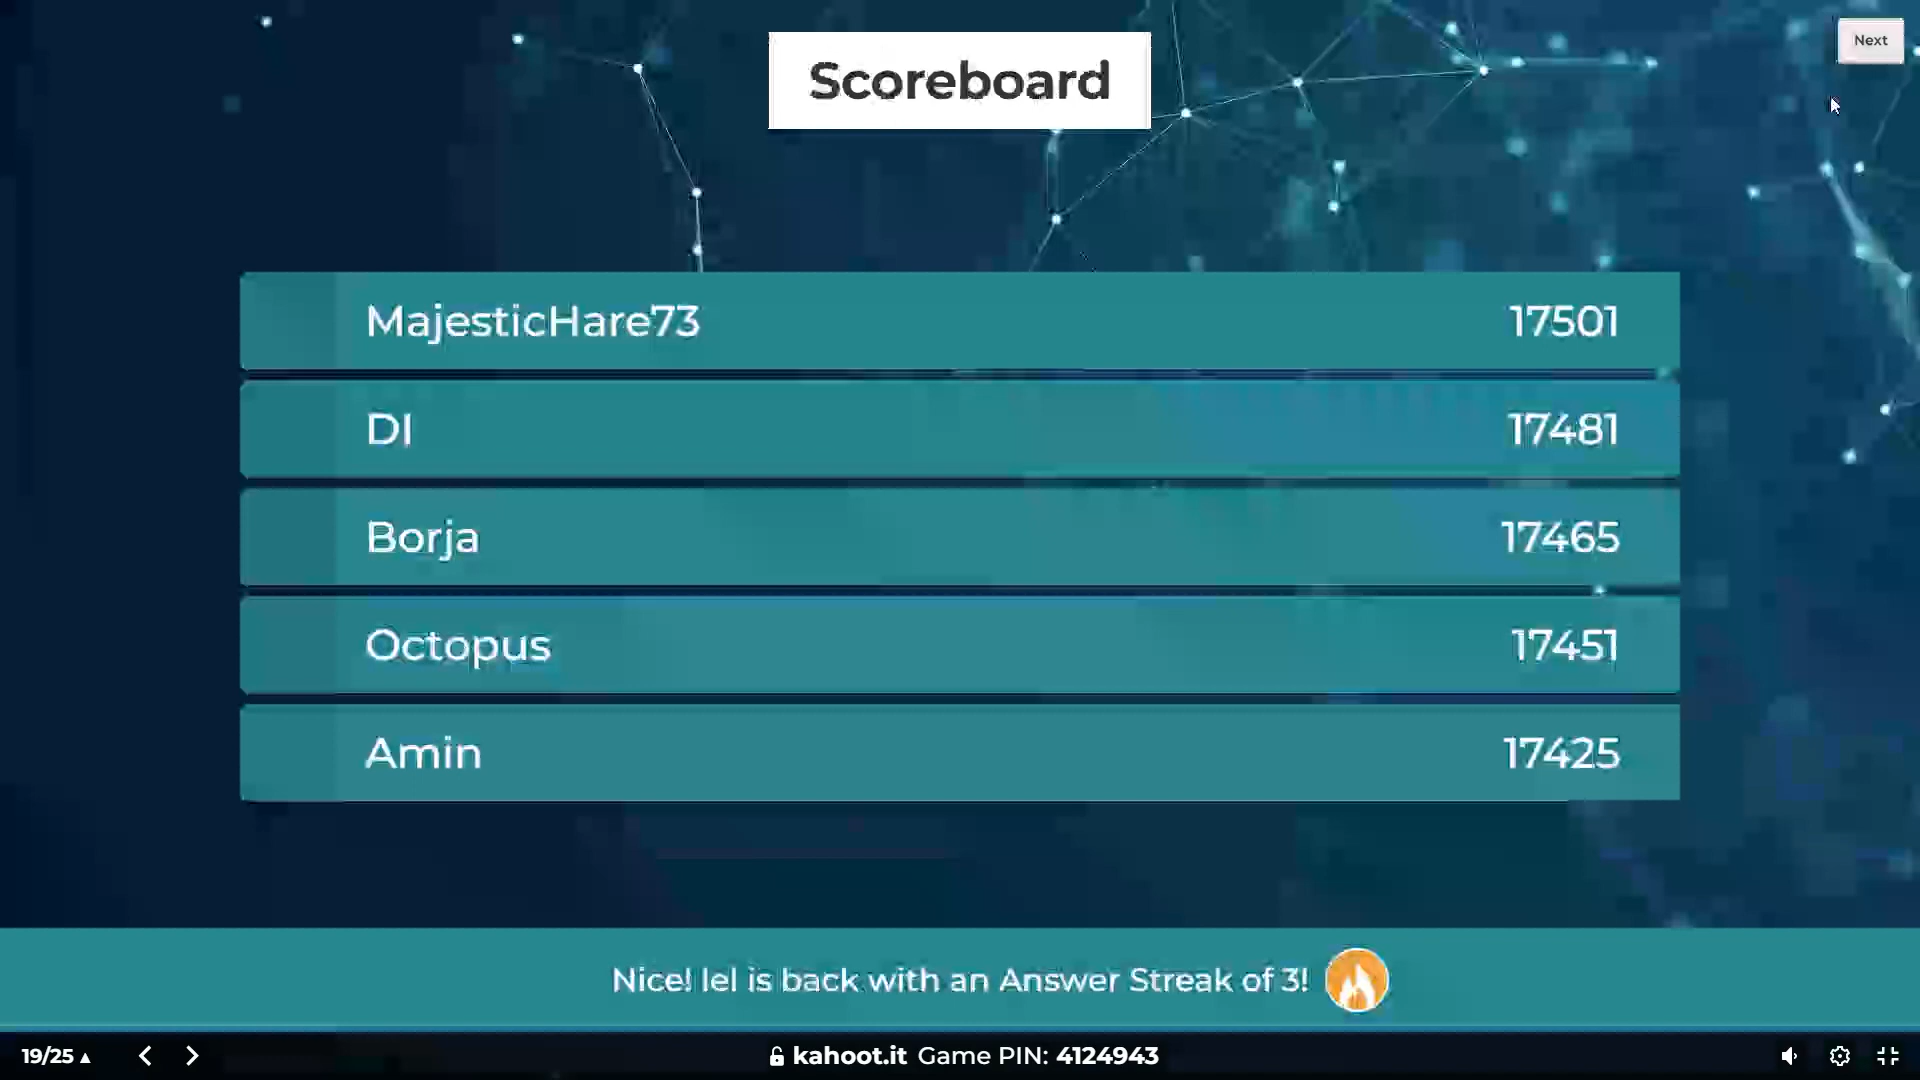 Scoreboard
Next
MajesticHare73 17501
DI 17481
Borja 17465
Octopus 17451
Amin 17425
Nice! lel is back with an Answer Streak of 3!
19/25 ▲ kahoot.it Game PIN: 4124943